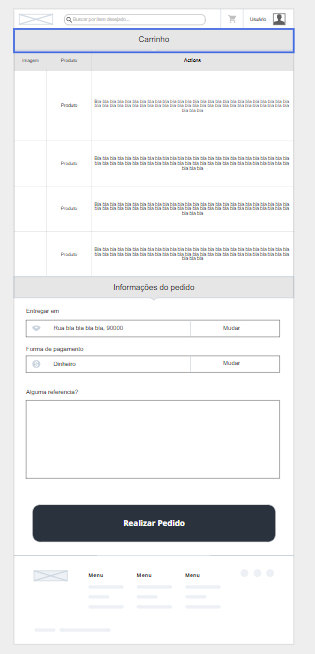 Buscar por item desejado...
Usuário
Carrinho
Imagem Produto Actions
Produto
Bla bla bla bla bla bla bla bla bla bla bla bla bla bla bla bla bla bla bla bla bla bla bla bla bla bla
bla bla bla bla bla bla bla bla bla bla bla bla bla bla bla bla bla bla bla bla bla bla bla bla bla bla
bla bla bla
Produto
Bla bla bla bla bla bla bla bla bla bla bla bla bla bla bla bla bla bla bla bla bla bla bla bla bla bla
bla bla bla bla bla bla bla bla bla bla bla bla bla bla bla bla bla bla bla bla bla bla bla bla bla bla
bla bla bla
Produto
Bla bla bla bla bla bla bla bla bla bla bla bla bla bla bla bla bla bla bla bla bla bla bla bla bla bla
bla bla bla bla bla bla bla bla bla bla bla bla bla bla bla bla bla bla bla bla bla bla bla bla bla bla
bla bla bla
Produto
Bla bla bla bla bla bla bla bla bla bla bla bla bla bla bla bla bla bla bla bla bla bla bla bla bla bla
bla bla bla bla bla bla bla bla bla bla bla bla bla bla bla bla bla bla bla bla bla bla bla bla bla bla
bla bla bla
Informações do pedido
Entregar em
Rua bla bla bla, 90000 Mudar
Forma de pagamento
Dinheiro Mudar
Alguma referencia?
Realizar Pedido
Menu Menu Menu